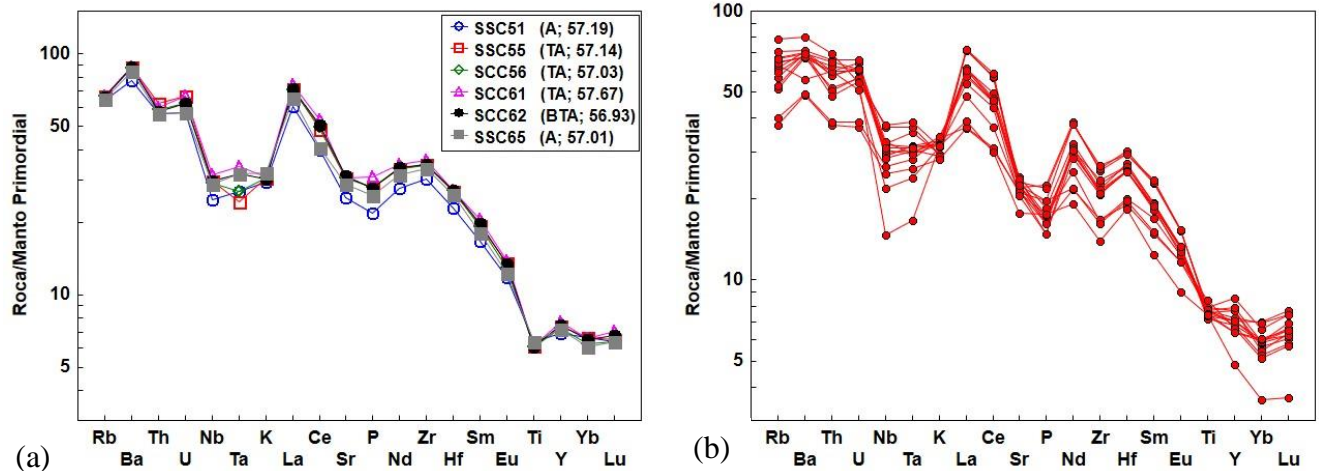 Roca/Manto Primordial
100
50
10
5
SSC51 (A; 57.19)
SSC55 (TA; 57.14)
SCC56 (TA; 57.03)
SCC61 (TA; 57.67)
SCC62 (BTA; 56.93)
SSC65 (A; 57.01)
Rb Th Nb K Ce P Zr Sm Ti Yb
Ba U Ta La Sr Nd Hf Eu Y Lu
(a)
Roca/Manto Primordial
100
50
10
5
Rb Th Nb K Ce P Zr Sm Ti Yb
Ba U Ta La Sr Nd Hf Eu Y Lu
(b)